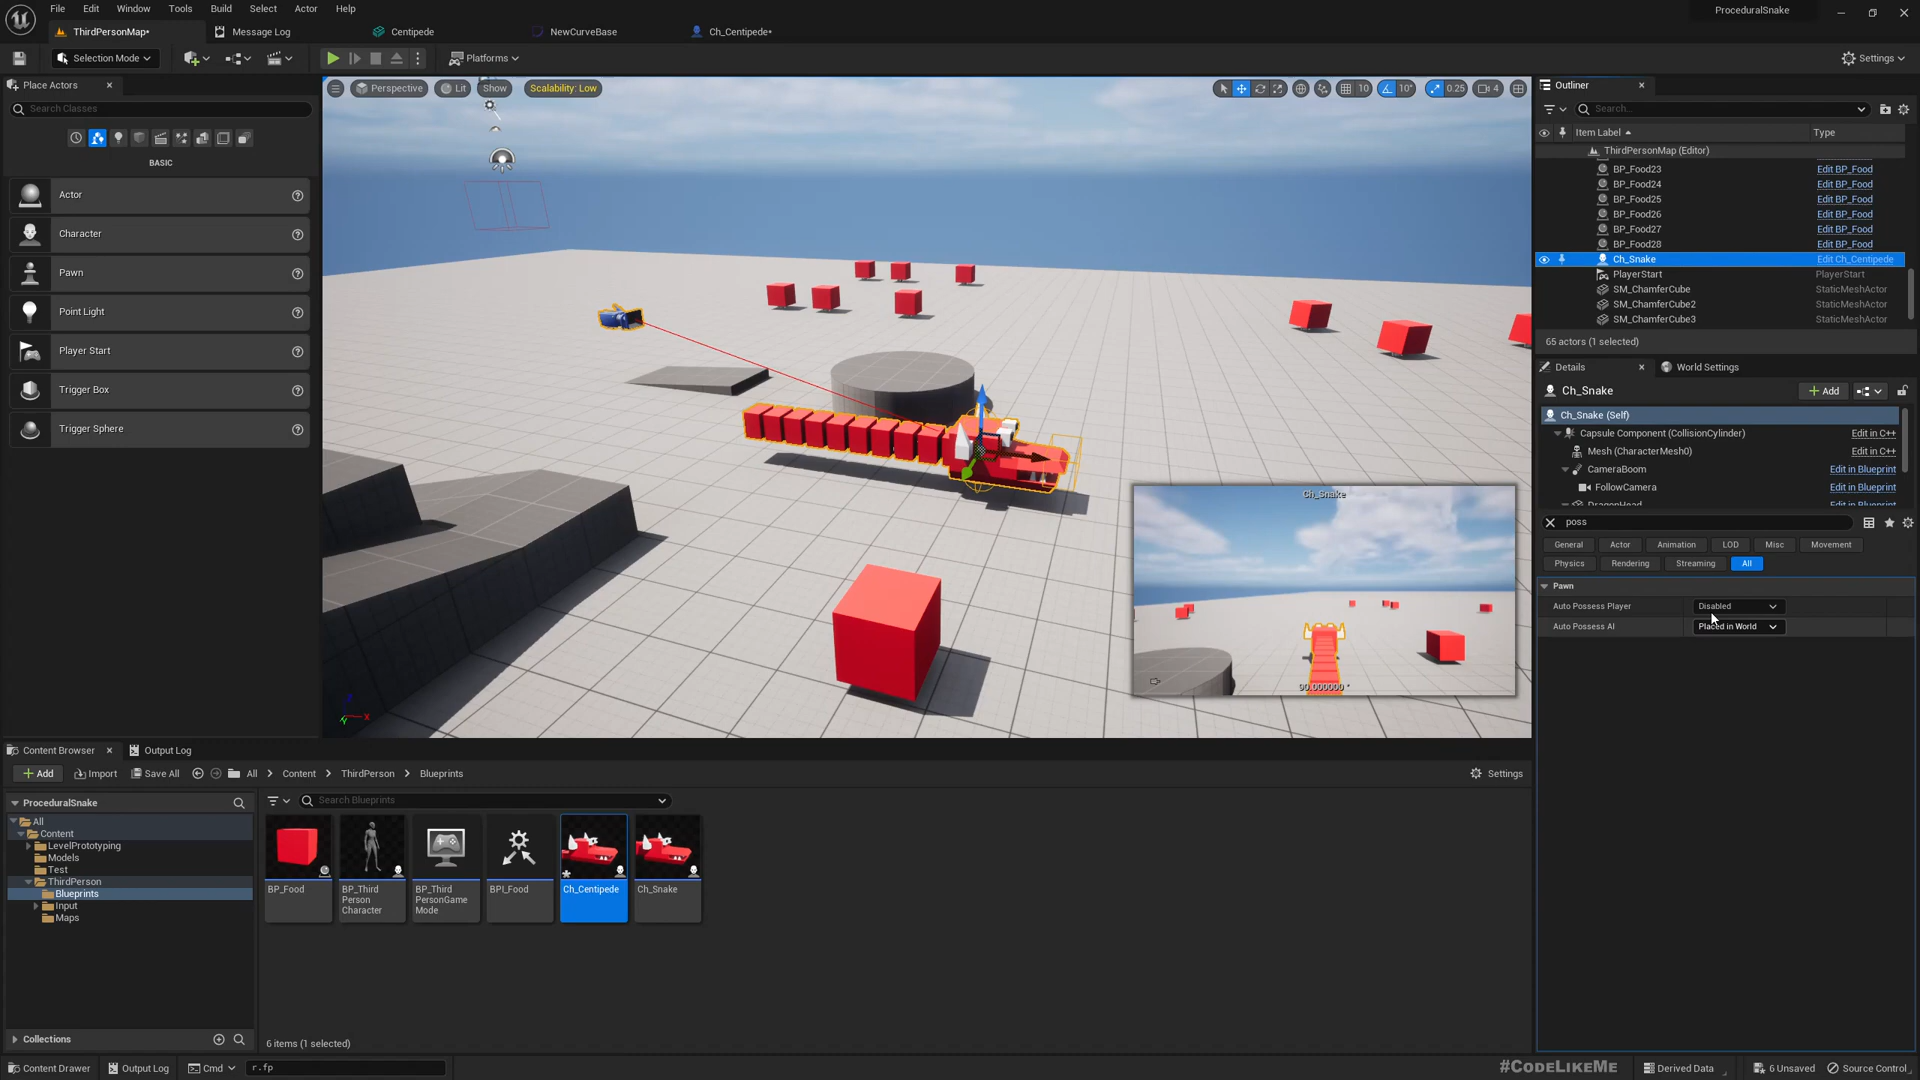 File Edit Window Tools Build Select Actor Help
ProceduralSnake
ThirdPersonMap*
Message Log
Centipede
NewCurveBase
Ch_Centipede*
Selection Mode
Platforms
Settings
Place Actors
Search Classes
BASIC
Actor
Character
Pawn
Point Light
Player Start
Trigger Box
Trigger Sphere
Perspective
Lit
Show
Scalability: Low
10
10°
0.25
4
Ch_Snake
90.000000 °
Outliner
Search...
Item Label
Type
ThirdPersonMap (Editor)
BP_Food23 Edit BP_Food
BP_Food24 Edit BP_Food
BP_Food25 Edit BP_Food
BP_Food26 Edit BP_Food
BP_Food27 Edit BP_Food
BP_Food28 Edit BP_Food
Ch_Snake Edit Ch_Centipede
PlayerStart PlayerStart
SM_ChamferCube StaticMeshActor
SM_ChamferCube2 StaticMeshActor
SM_ChamferCube3 StaticMeshActor
65 actors (1 selected)
Details
World Settings
Ch_Snake
Add
Ch_Snake (Self)
Capsule Component (CollisionCylinder) Edit in C++
Mesh (CharacterMesh0) Edit in C++
CameraBoom Edit in Blueprint
FollowCamera Edit in Blueprint
DragonHead Edit in Blueprint
poss
General Actor Animation LOD Misc Movement
Physics Rendering Streaming All
Pawn
Auto Possess Player Disabled
Auto Possess AI Placed in World
Content Browser
Output Log
Add
Import
Save All
All
Content
ThirdPerson
Blueprints
Settings
ProceduralSnake
Search Blueprints
All
Content
LevelPrototyping
Models
Test
ThirdPerson
Blueprints
Input
Maps
Collections
BP_Food
BP_Third
Person
Character
BP_Third
PersonGame
Mode
BPI_Food
Ch_Centipede
Ch_Snake
6 items (1 selected)
Content Drawer
Output Log
Cmd
r.fp
#CODELIKEME
Derived Data
6 Unsaved
Source Control